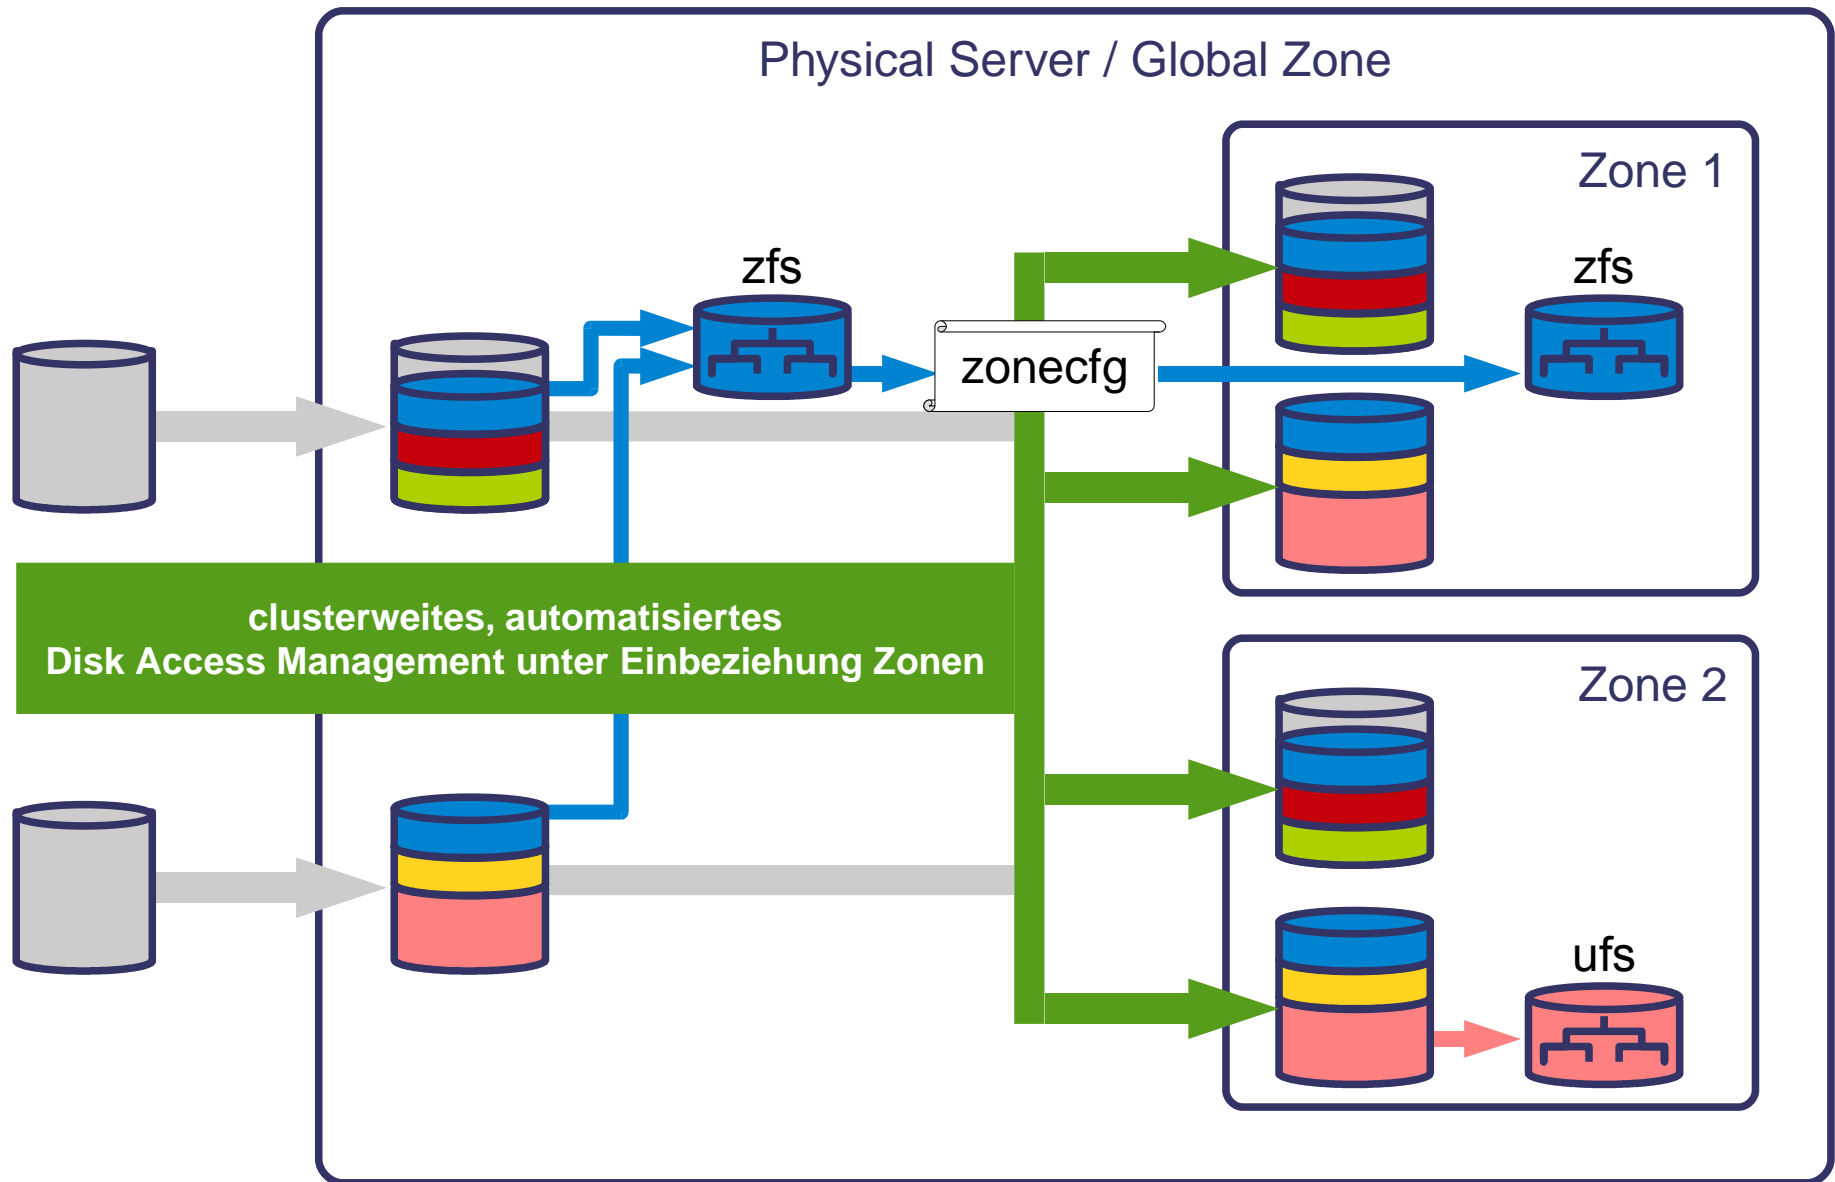 Physical Server / Global Zone
Zone 1
zfs
zfs
zonecfg
clusterweites, automatisiertes
Disk Access Management unter Einbeziehung Zonen
Zone 2
ufs